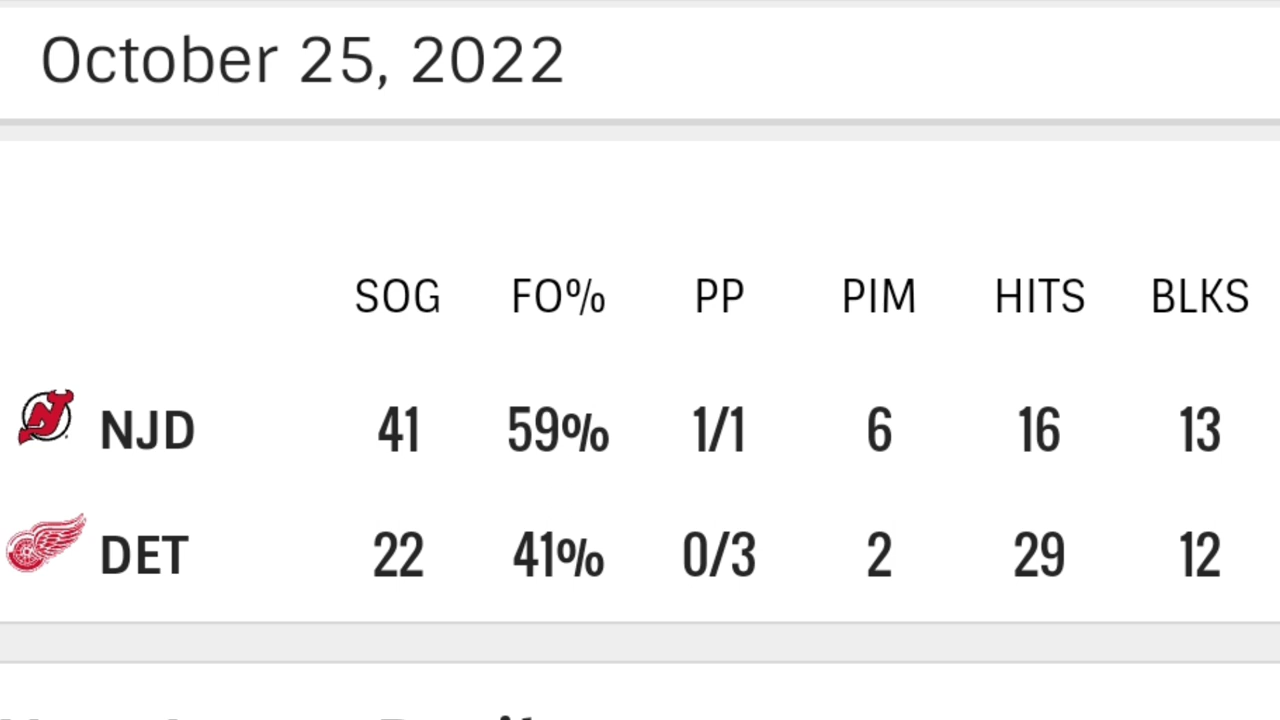 October 25, 2022
SOG FO% PP PIM HITS BLKS
NJD 41 59% 1/1 6 16 13
DET 22 41% 0/3 2 29 12